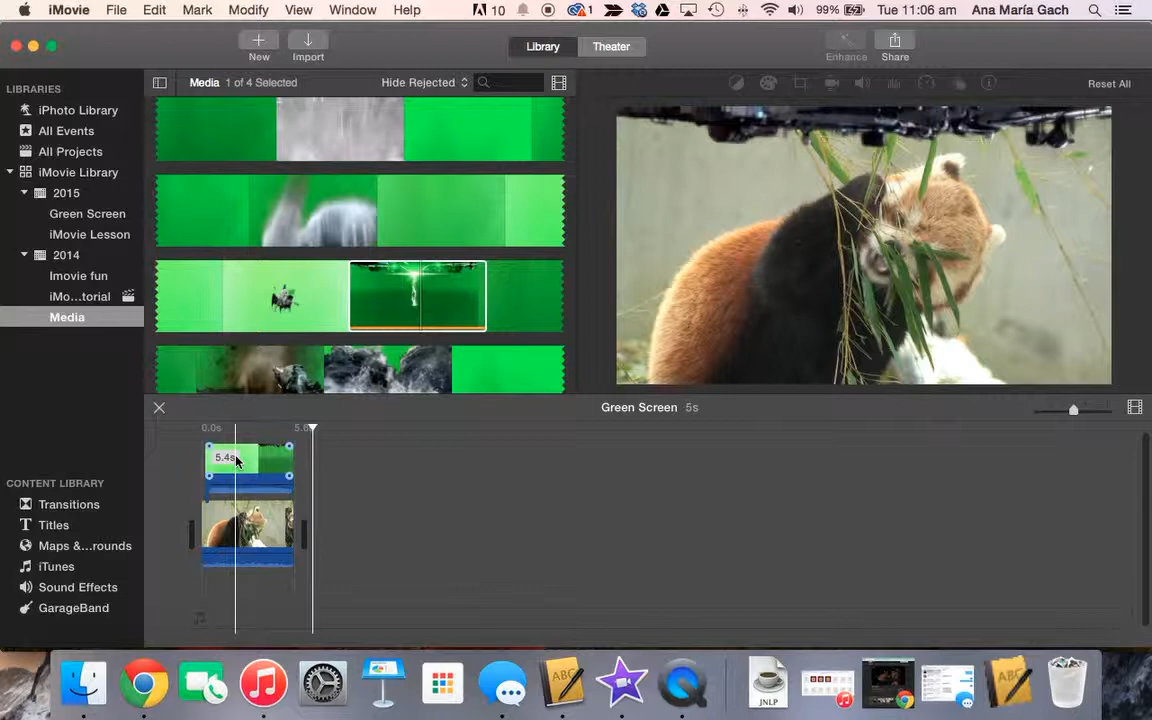 iMovie File Edit Mark Modify View Window Help 10 1 99% Tue 11:06 am Ana María Gach
New Import Library Theater Enhance Share
LIBRARIES Media 1 of 4 Selected Hide Rejected Reset All
iPhoto Library
All Events
All Projects
iMovie Library
2015
Green Screen
iMovie Lesson
2014
Imovie fun
iMo...torial
Media
Green Screen 5s
0.0s
5.4s
CONTENT LIBRARY
Transitions
Titles
Maps &...rounds
iTunes
Sound Effects
GarageBand
JNLP